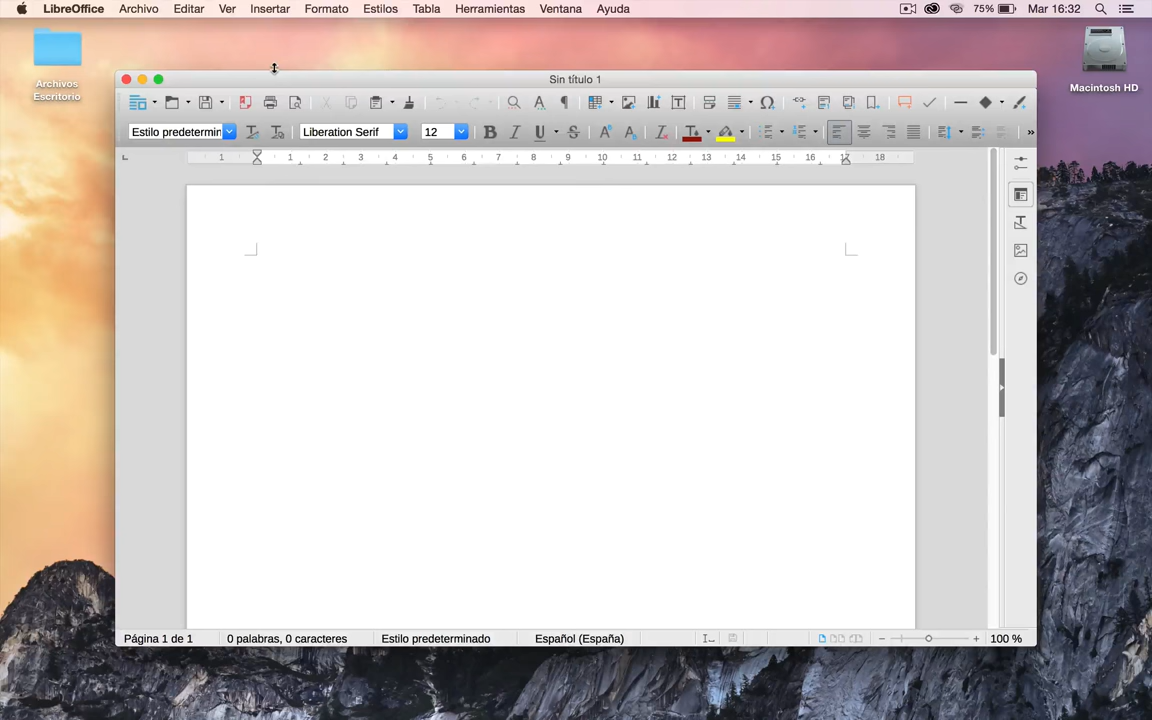 LibreOffice Archivo Editar Ver Insertar Formato Estilos Tabla Herramientas Ventana Ayuda 75% Mar 16:32
Archivos
Escritorio
Macintosh HD
Sin título 1
Estilo predetermin Liberation Serif 12
1 1 2 3 4 5 6 7 8 9 10 11 12 13 14 15 16 17 18
Página 1 de 1 0 palabras, 0 caracteres Estilo predeterminado Español (España) 100 %